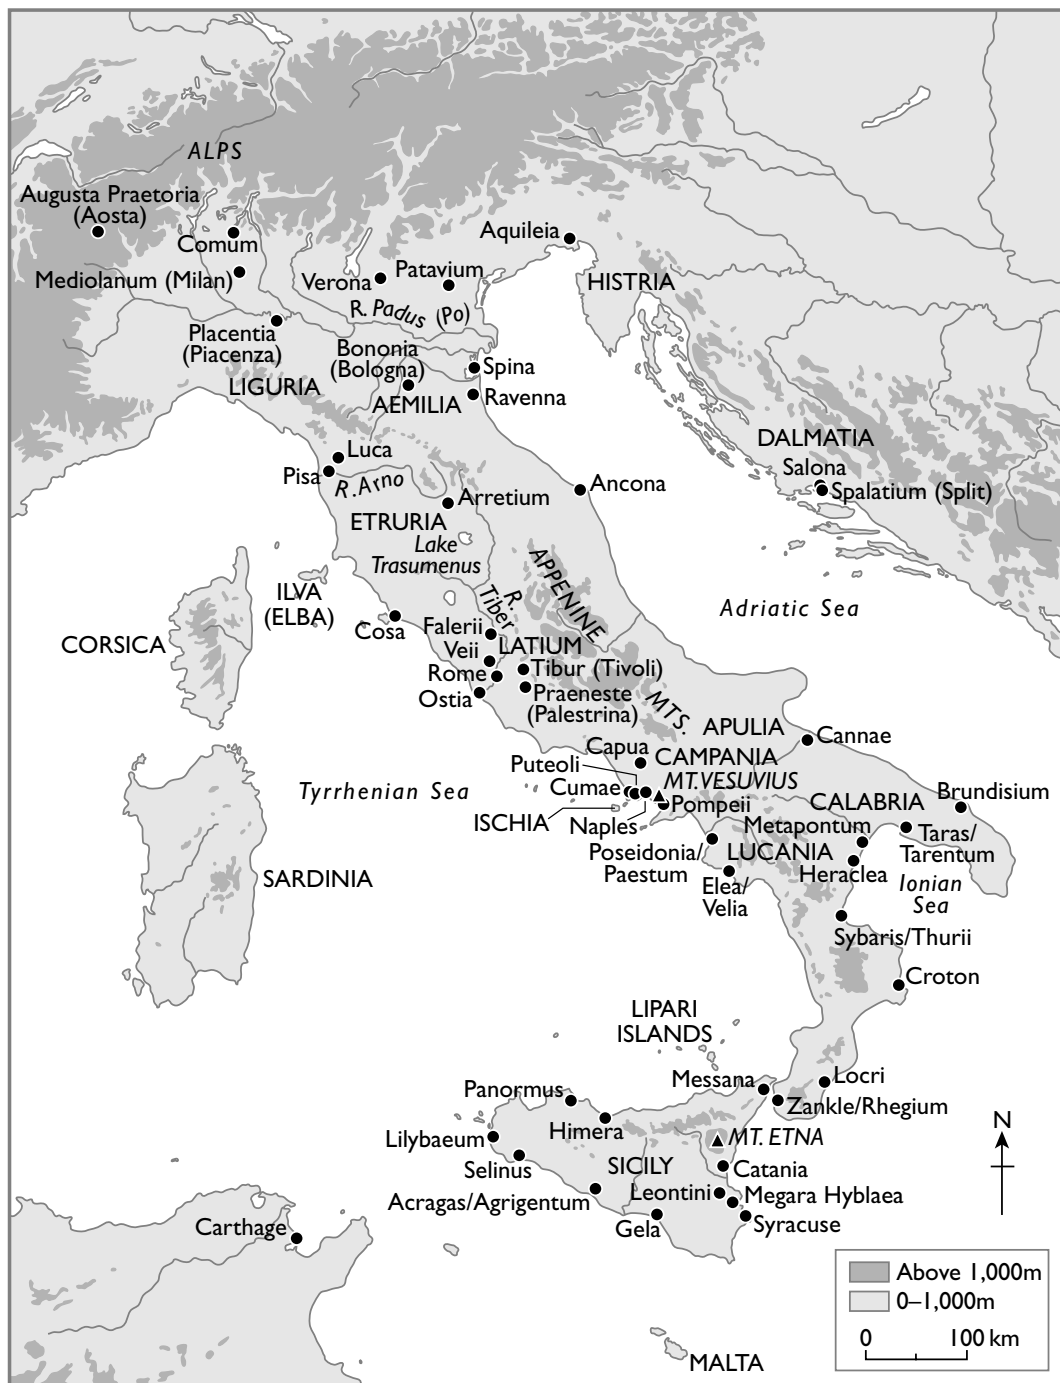 ALPS
Augusta Praetoria
(Aosta)
Comum
Mediolanum (Milan)
Verona
Patavium
Aquileia
HISTRIA
R. Padus (Po)
Placentia
(Piacenza)
Bononia
(Bologna)
Spina
LIGURIA
AEMILIA
Ravenna
Luca
Pisa
R. Arno
DALMATIA
Salona
Spalatium (Split)
Ancona
Arretium
ETRURIA
Lake
Trasumenus
APPENINE
MTS.
R.
Tiber
ILVA
(ELBA)
Adriatic Sea
CORSICA
Cosa
Falerii
LATIUM
Veii
Rome
Tibur (Tivoli)
Ostia
Praeneste
(Palestrina)
APULIA
Cannae
Capua
CAMPANIA
Puteoli
MT. VESUVIUS
Tyrrhenian Sea
Cumae
Pompeii
ISCHIA
Naples
CALABRIA
Brundisium
Metapontum
Taras/
Tarentum
Poseidonia/
Paestum
LUCANIA
Heraclea
Elea/
Velia
Ionian
Sea
SARDINIA
Sybaris/Thurii
Croton
LIPARI
ISLANDS
Messana
Locri
Panormus
Zankle/Rhegium
Himera
Lilybaeum
MT. ETNA
Selinus
SICILY
Catania
Acragas/Agrigentum
Leontini
Megara Hyblaea
Gela
Syracuse
Carthage
MALTA
N
Above 1,000m
0–1,000m
0 100 km